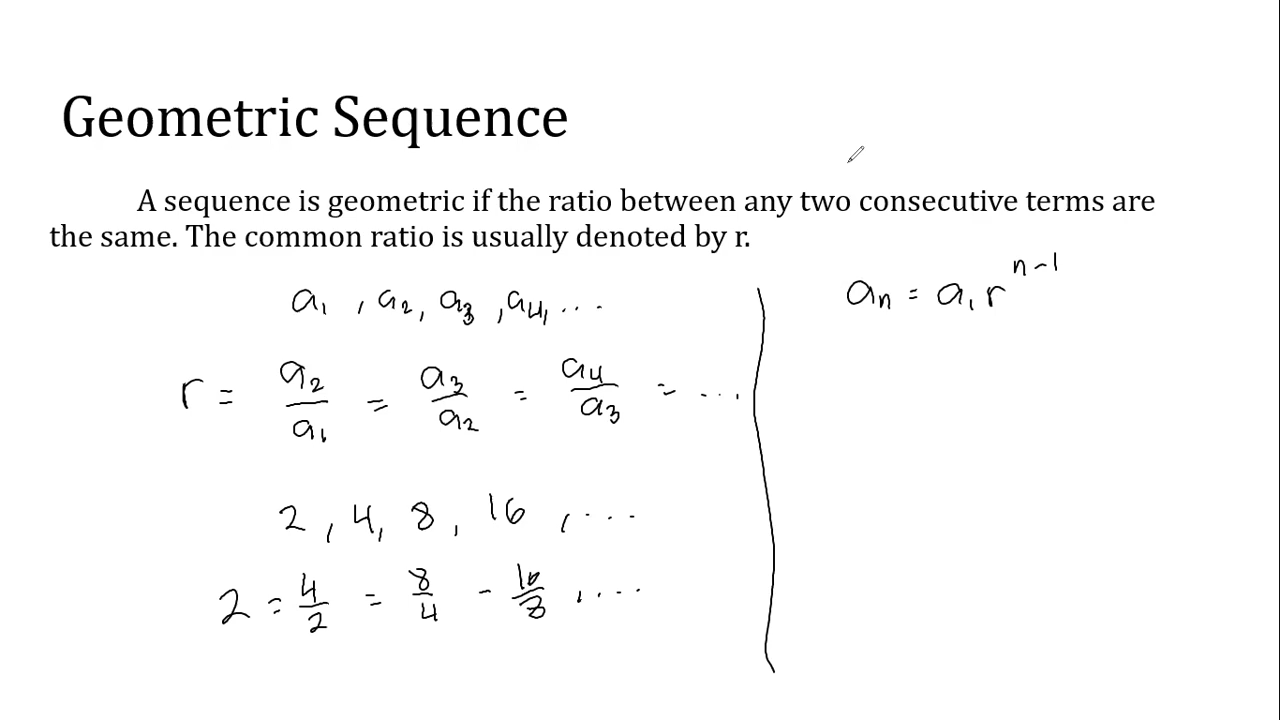 Geometric Sequence
A sequence is geometric if the ratio between any two consecutive terms are
the same. The common ratio is usually denoted by r.
a₁ , a₂, a₃ , a₄, ...
r = a₂/a₁ = a₃/a₂ = a₄/a₃ = ...
2 , 4, 8 , 16 , ...
2 = 4/2 = 8/4 - 16/8 , ....
aₙ = a₁ rⁿ⁻¹